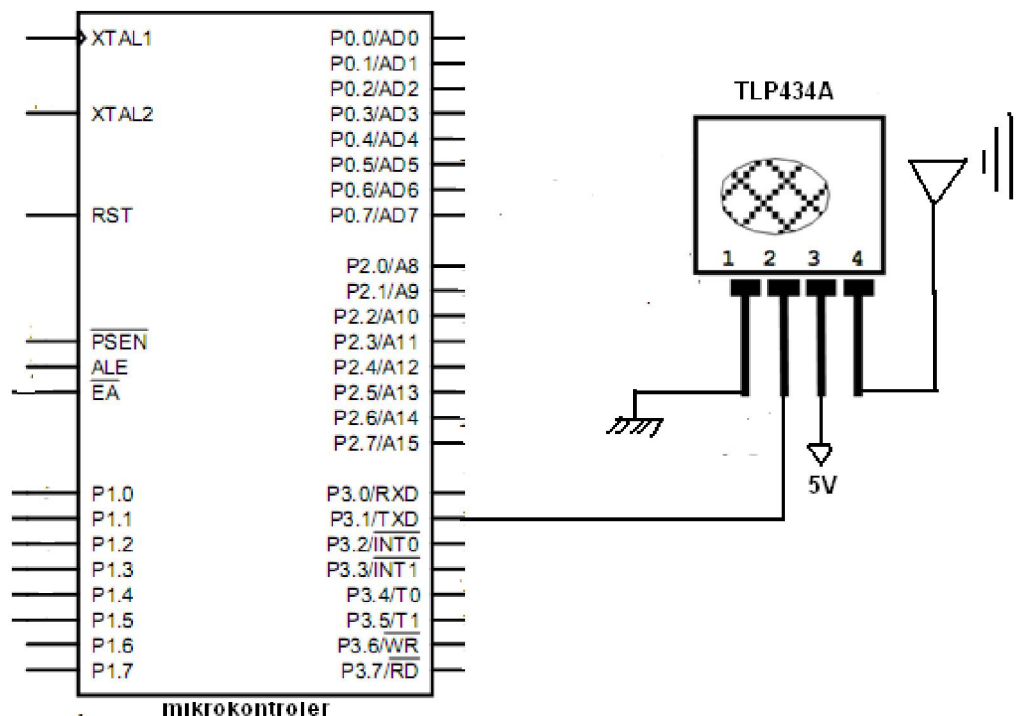 XTAL1
XTAL2
RST
PSEN
ALE
EA
P1.0
P1.1
P1.2
P1.3
P1.4
P1.5
P1.6
P1.7
P0.0/AD0
P0.1/AD1
P0.2/AD2
P0.3/AD3
P0.4/AD4
P0.5/AD5
P0.6/AD6
P0.7/AD7
P2.0/A8
P2.1/A9
P2.2/A10
P2.3/A11
P2.4/A12
P2.5/A13
P2.6/A14
P2.7/A15
P3.0/RXD
P3.1/TXD
P3.2/INT0
P3.3/INT1
P3.4/T0
P3.5/T1
P3.6/WR
P3.7/RD
mikrokontroler
TLP434A
1 2 3 4
5V